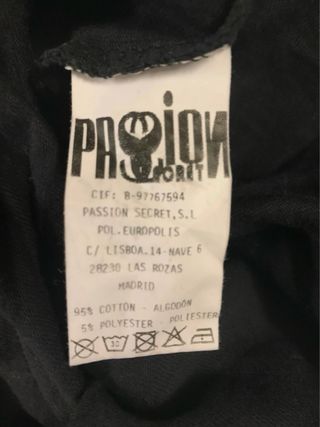 PASSION
SECRET
CIF: B-97767594
PASSION SECRET,S.L
POL.EUROPOLIS
C/ LISBOA,14-NAVE 6
28230 LAS ROZAS
MADRID
95% COTTON - ALGODÓN
5% POLYESTER - POLIESTER
30